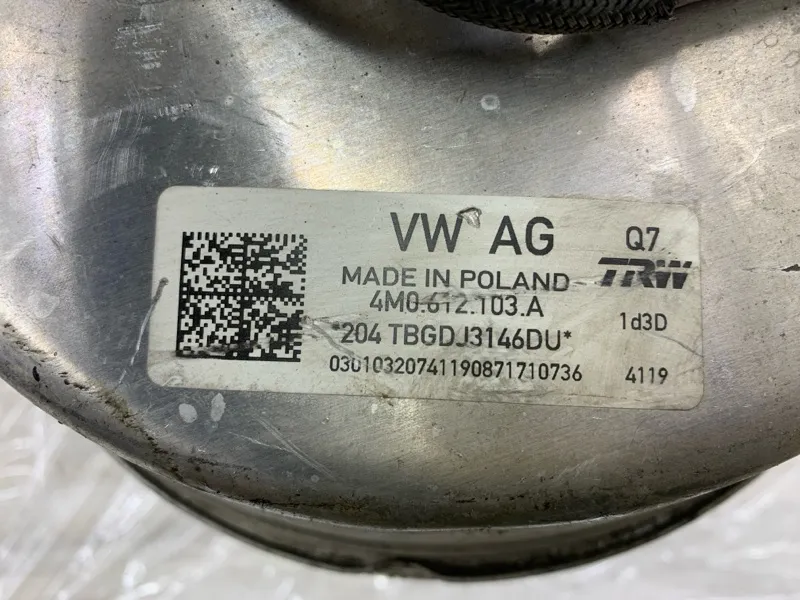 VW AG Q7
MADE IN POLAND TRW
4M0.612.103.A
1d3D
*204 TBGDJ3146DU*
03010320741190871710736 4119